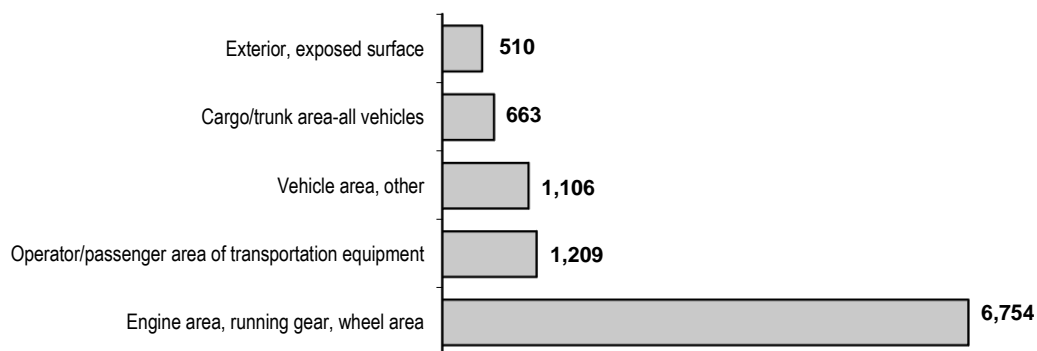 Exterior, exposed surface 510
Cargo/trunk area-all vehicles 663
Vehicle area, other 1,106
Operator/passenger area of transportation equipment 1,209
Engine area, running gear, wheel area 6,754